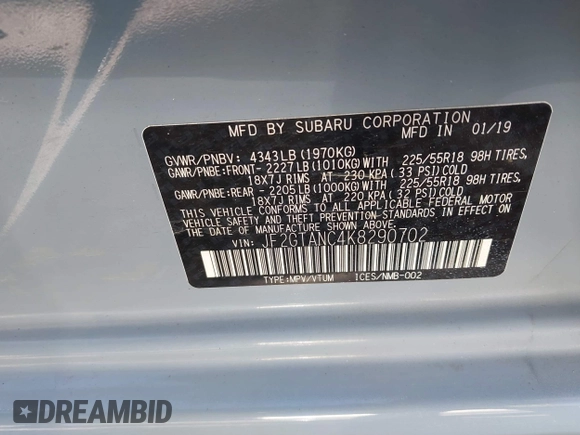 MFD BY SUBARU CORPORATION 01/19
GVWR/PNBV: 4343LB (1970KG)
GAWR/PNBE:FRONT- 2227LB (1010KG) WITH 225/55R18 98H TIRES,
18X7J RIMS AT 230 KPA (33 PSI) COLD
GAWR/PNBE:REAR - 2205LB (1000KG) WITH 225/55R18 98H TIRES,
18X7J RIMS AT 220 KPA (32 PSI) COLD
THIS VEHICLE CONFORMS TO ALL APPLICABLE FEDERAL MOTOR
VEHICLE SAFETY AND THEFT PREVENTION STANDARDS IN EFFECT ON
THE DATE OF MANUFACTURE SHOWN ABOVE.
VIN: JF2GTANC4K8290702
TYPE:MPV/VTUM ICES/NMB-002
DREAMBID